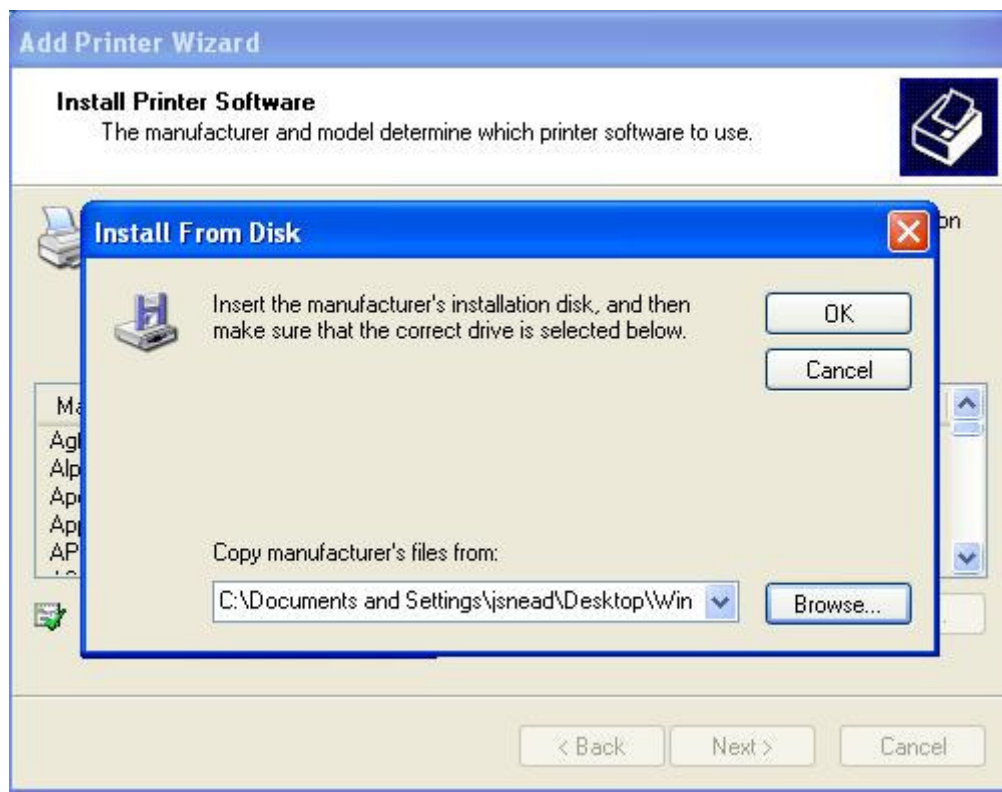 Add Printer Wizard
Install Printer Software
The manufacturer and model determine which printer software to use.
Install From Disk
Insert the manufacturer's installation disk, and then
make sure that the correct drive is selected below.
OK
Cancel
Copy manufacturer's files from:
C:\Documents and Settings\jsnead\Desktop\Win
Browse...
< Back
Next >
Cancel